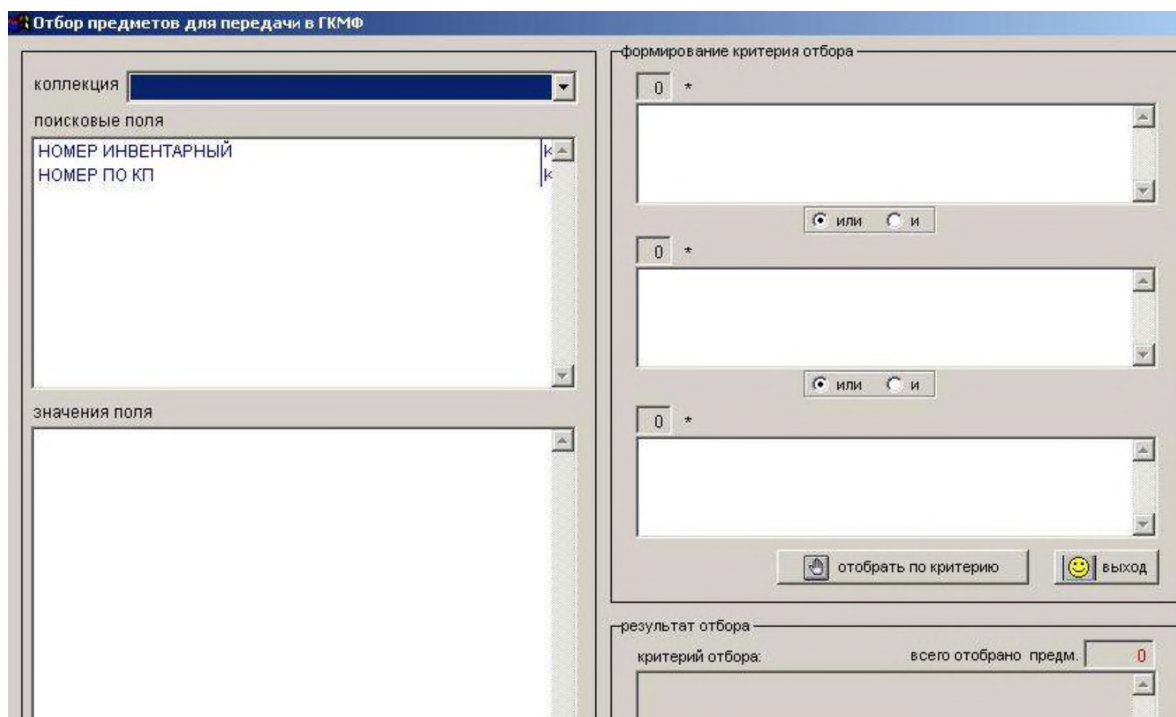 Отбор предметов для передачи в ГКМФ
коллекция
поисковые поля
НОМЕР ИНВЕНТАРНЫЙ К
НОМЕР ПО КП К
значения поля
формирование критерия отбора
0 *
или и
0 *
или и
0 *
отобрать по критерию выход
результат отбора
критерий отбора: всего отобрано предм. 0